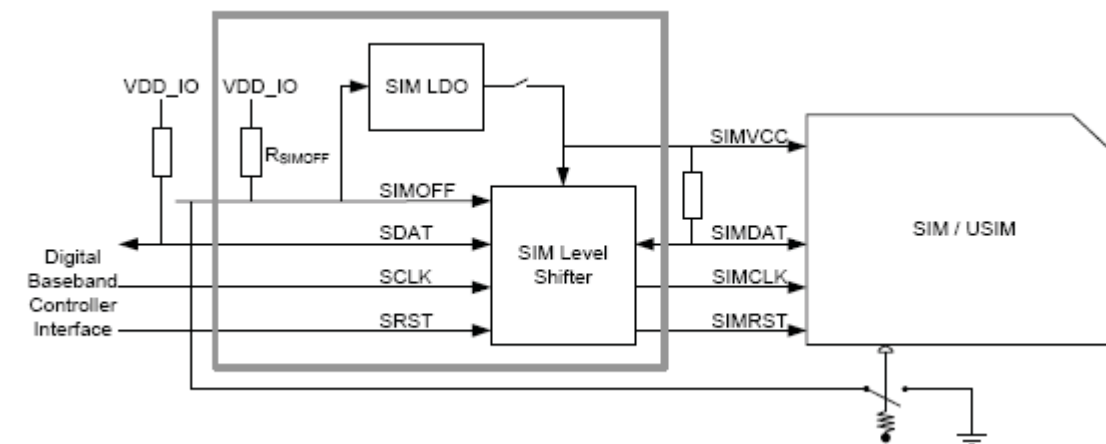 VDD_IO
VDD_IO
SIM LDO
RSIMOFF
SIMVCC
SIMOFF
SDAT
SIMDAT
SIM / USIM
Digital
Baseband
Controller
Interface
SIM Level
Shifter
SCLK
SIMCLK
SRST
SIMRST